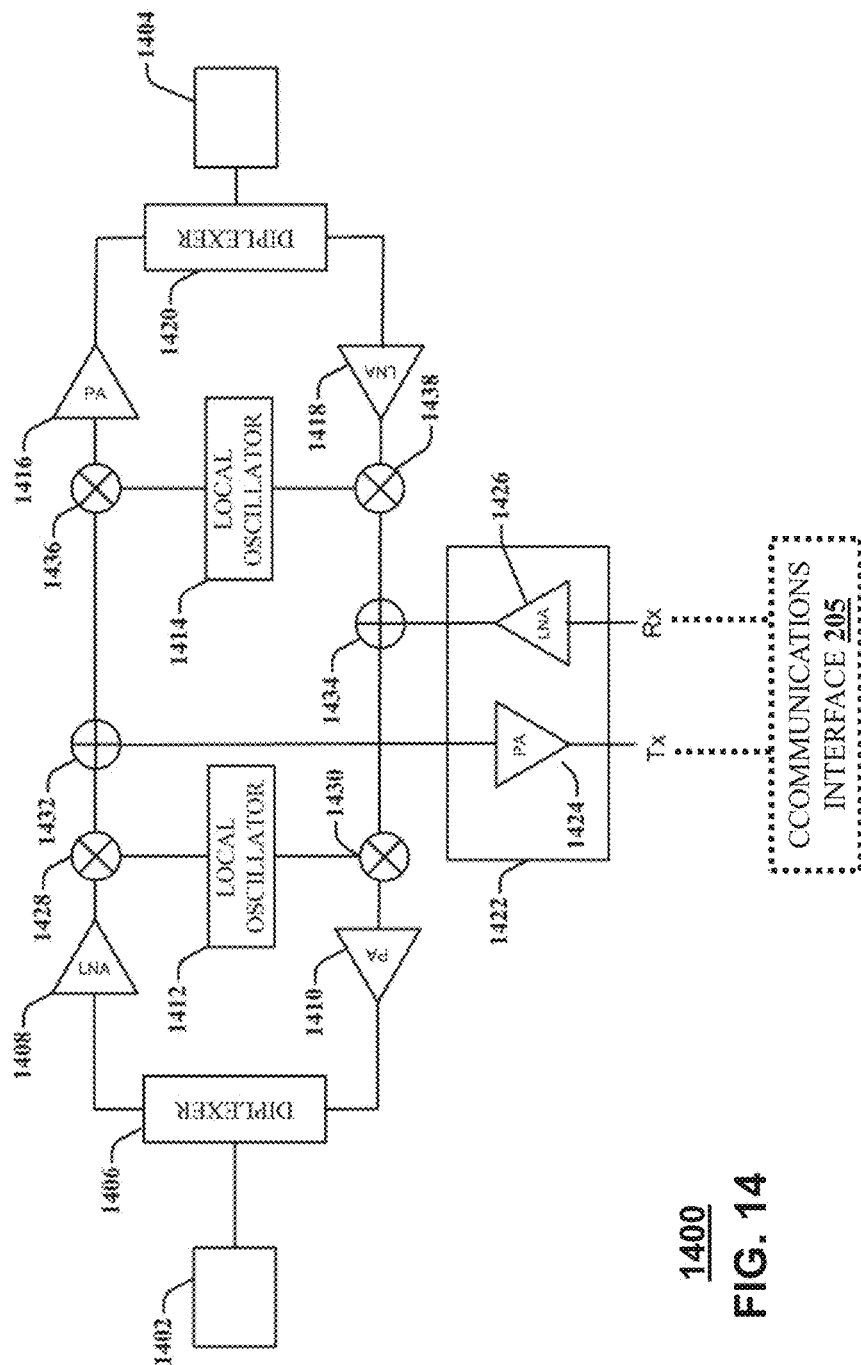 1404
DIPLEXER
1420
PA
1416
LNA
1418
1438
1436
LOCAL
OSCILLATOR
1414
1426
LNA
1434
Rx
1432
PA
1424
Tx
CCOMMUNICATIONS
INTERFACE 205
LOCAL
OSCILLATOR
1412
1430
1428
1422
LNA
1408
PA
1410
DIPLEXER
1406
1402
1400
FIG. 14